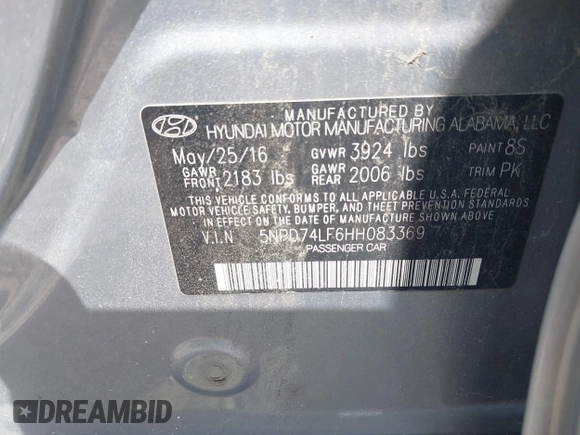 MANUFACTURED BY
HYUNDAI MOTOR MANUFACTURING ALABAMA, LLC
May/25/16 GVWR 3924 lbs PAINT 8S
GAWR FRONT 2183 lbs GAWR REAR 2006 lbs TRIM PK
THIS VEHICLE CONFORMS TO ALL APPLICABLE U.S.A. FEDERAL
MOTOR VEHICLE SAFETY, BUMPER, AND THEFT PREVENTION STANDARDS
IN EFFECT ON THE DATE OF MANUFACTURE SHOWN ABOVE.
V.I.N 5NPD74LF6HH083369
PASSENGER CAR
DREAMBID